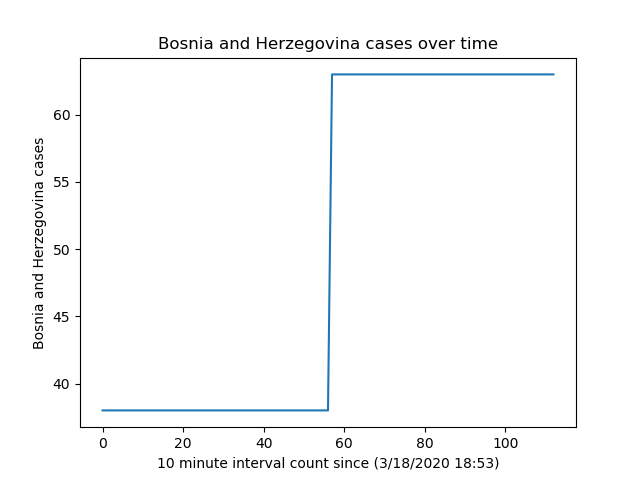 Bosnia and Herzegovina cases over time
Bosnia and Herzegovina cases
60
55
50
45
40
0 20 40 60 80 100
10 minute interval count since (3/18/2020 18:53)